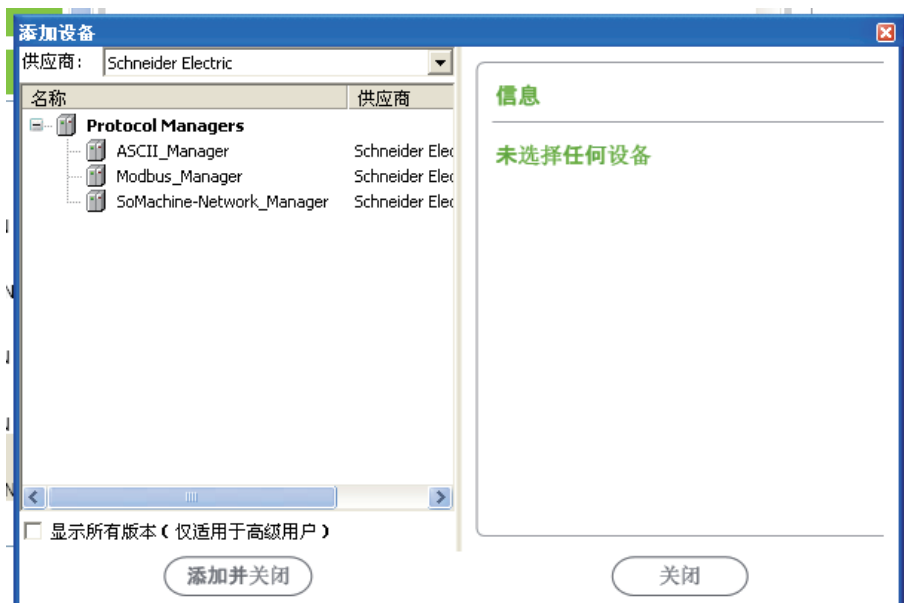 添加设备
供应商: Schneider Electric
名称 供应商
Protocol Managers
ASCII_Manager Schneider Elec
Modbus_Manager Schneider Elec
SoMachine-Network_Manager Schneider Elec
显示所有版本(仅适用于高级用户)
添加并关闭
信息
未选择任何设备
关闭